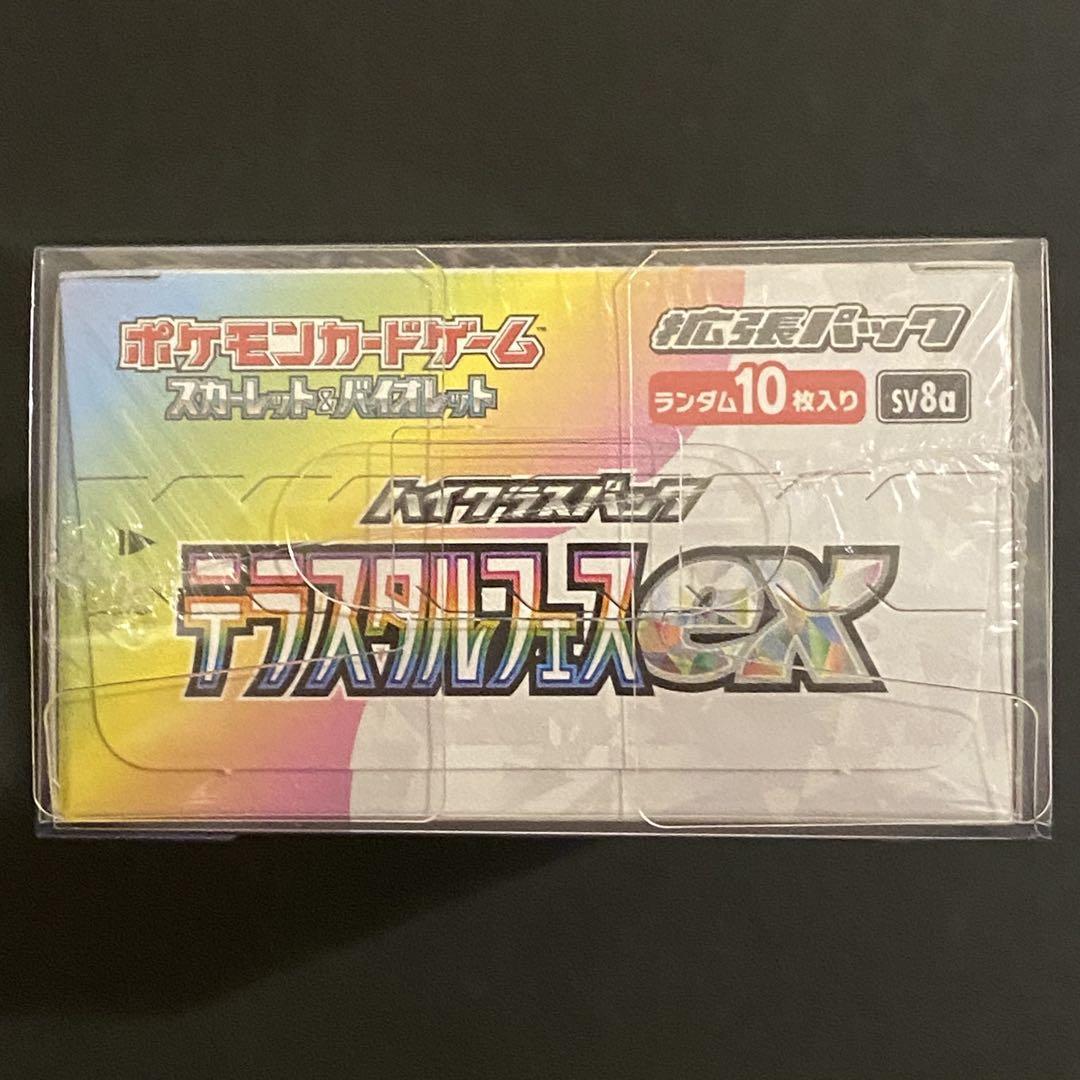 ポケモンカードゲーム™
スカーレット&バイオレット
拡張パック
ランダム10枚入り
sv8a
ハイクラスパック
テラスタルフェスex